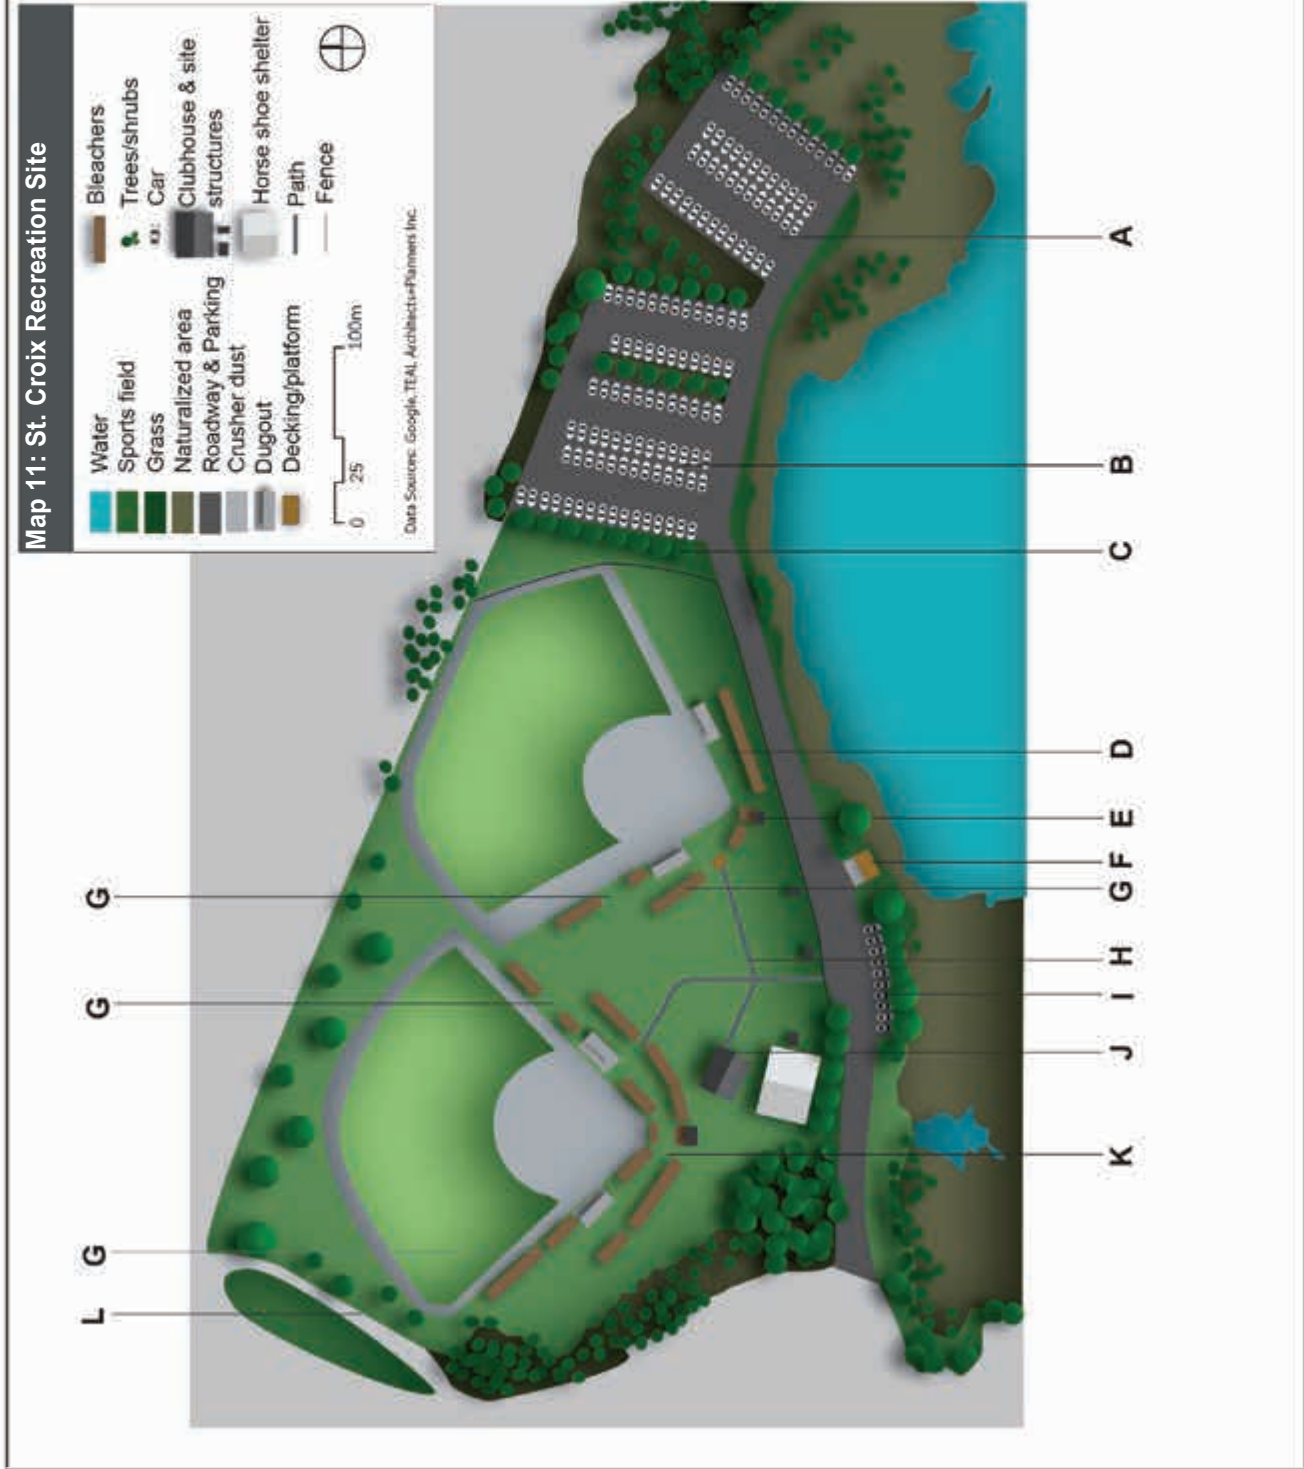 Map 11: St. Croix Recreation Site
Water
Sports field
Grass
Naturalized area
Roadway & Parking
Crusher dust
Dugout
Decking/platform
Bleachers
Trees/shrubs
Car
Clubhouse & site
structures
Horse shoe shelter
Path
Fence
0 25 100m
Data Sources: Google, TEAL Architects+Planners Inc.
L G G G
K J I H G F E D C B A